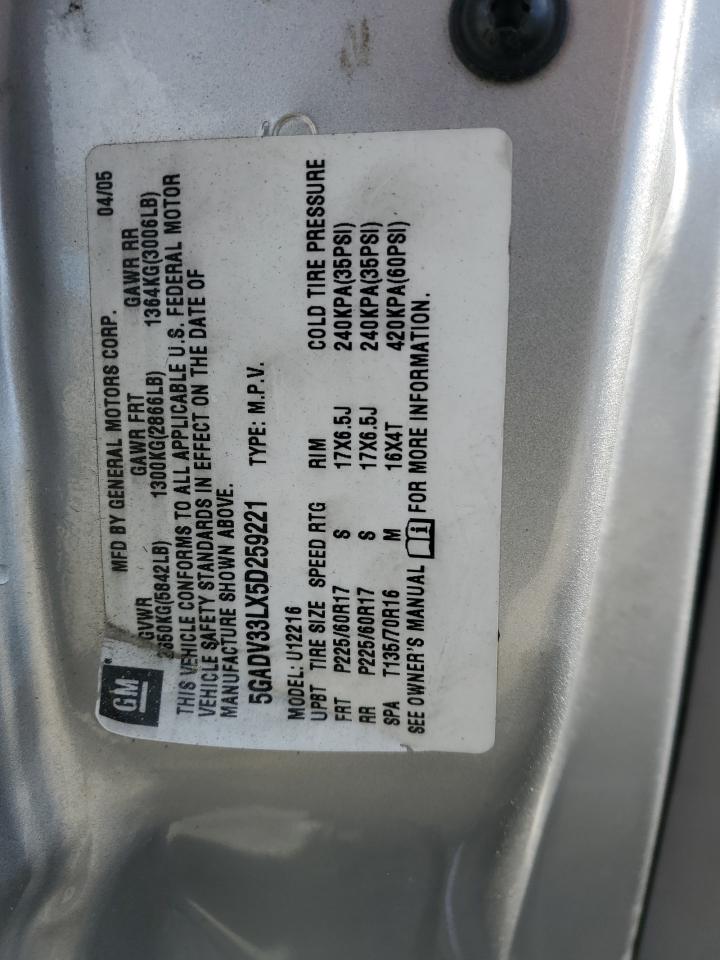 GM
MFD BY GENERAL MOTORS CORP. 04/05
GVWR GAWR FRT GAWR RR
2650KG(5842LB) 1300KG(2866LB) 1364KG(3006LB)
THIS VEHICLE CONFORMS TO ALL APPLICABLE U.S. FEDERAL MOTOR
VEHICLE SAFETY STANDARDS IN EFFECT ON THE DATE OF
MANUFACTURE SHOWN ABOVE.
5GADV33LX5D259221 TYPE: M.P.V.
MODEL: U12216
UPBT TIRE SIZE SPEED RTG RIM COLD TIRE PRESSURE
FRT P225/60R17 S 17X6.5J 240KPA(35PSI)
RR P225/60R17 S 17X6.5J 240KPA(35PSI)
SPA T135/70R16 M 16X4T 420KPA(60PSI)
SEE OWNER'S MANUAL i FOR MORE INFORMATION.